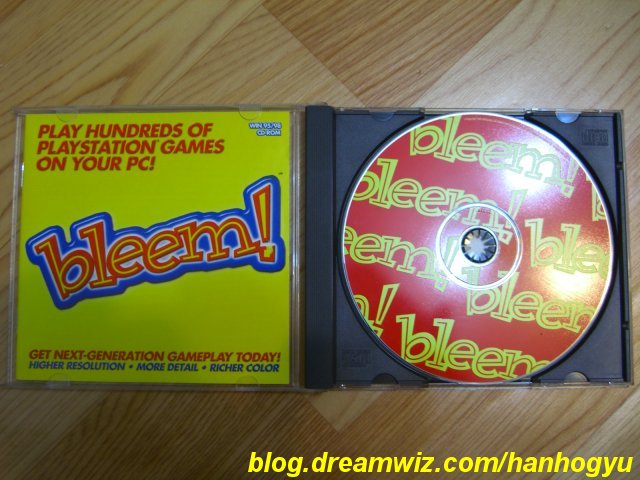 PLAY HUNDREDS OF
PLAYSTATION GAMES
ON YOUR PC!
WIN 95/98
CD-ROM
bleem!
GET NEXT-GENERATION GAMEPLAY TODAY!
HIGHER RESOLUTION • MORE DETAIL • RICHER COLOR
bleem!
bleem!
bleem!
bleem!
bleem!
blog.dreamwiz.com/hanhogyu